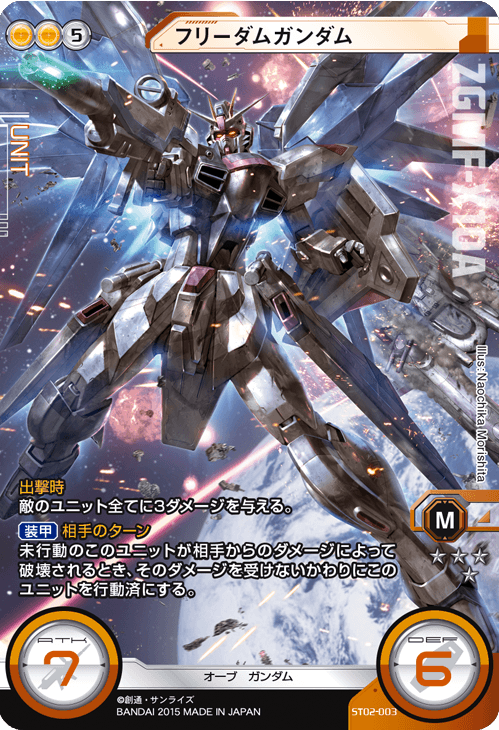 5
フリーダムガンダム
UNIT
ZGMF-X10A
Illus:Naochika Morishita
出撃時
敵のユニット全てに3ダメージを与える。
装甲 相手のターン
未行動のこのユニットが相手からのダメージによって
破壊されるとき、そのダメージを受けないかわりにこの
ユニットを行動済にする。
M
ATK
7
DEF
6
オーブ ガンダム
©創通・サンライズ
BANDAI 2015 MADE IN JAPAN
ST02-003